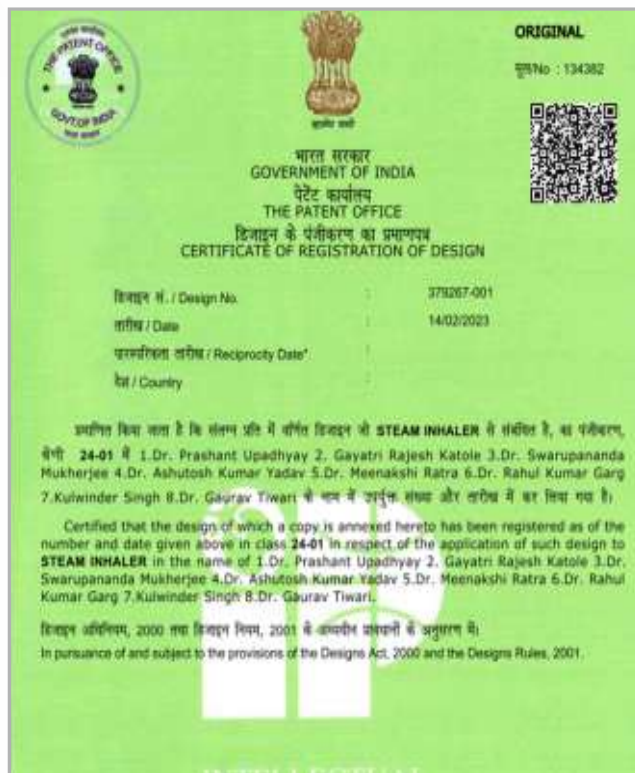 THE PATENT OFFICE
GOVT. OF INDIA
ORIGINAL
मूल/No : 134382
सत्यमेव जयते
भारत सरकार
GOVERNMENT OF INDIA
पेटेंट कार्यालय
THE PATENT OFFICE
डिजाइन के पंजीकरण का प्रमाणपत्र
CERTIFICATE OF REGISTRATION OF DESIGN
डिजाइन सं. / Design No. : 379267-001
तारीख / Date : 14/02/2023
पारस्परिकता तारीख / Reciprocity Date* :
देश / Country :
प्रमाणित किया जाता है कि संलग्न प्रति में वर्णित डिजाइन जो STEAM INHALER से संबंधित है, का पंजीकरण,
श्रेणी 24-01 में 1.Dr. Prashant Upadhyay 2. Gayatri Rajesh Katole 3.Dr. Swarupananda
Mukherjee 4.Dr. Ashutosh Kumar Yadav 5.Dr. Meenakshi Ratra 6.Dr. Rahul Kumar Garg
7.Kulwinder Singh 8.Dr. Gaurav Tiwari के नाम में उपर्युक्त संख्या और तारीख में कर लिया गया है।
Certified that the design of which a copy is annexed hereto has been registered as of the
number and date given above in class 24-01 in respect of the application of such design to
STEAM INHALER in the name of 1.Dr. Prashant Upadhyay 2. Gayatri Rajesh Katole 3.Dr.
Swarupananda Mukherjee 4.Dr. Ashutosh Kumar Yadav 5.Dr. Meenakshi Ratra 6.Dr. Rahul
Kumar Garg 7.Kulwinder Singh 8.Dr. Gaurav Tiwari.
डिजाइन अधिनियम, 2000 तथा डिजाइन नियम, 2001 के अध्यधीन प्रावधानों के अनुसरण में।
In pursuance of and subject to the provisions of the Designs Act, 2000 and the Designs Rules, 2001.